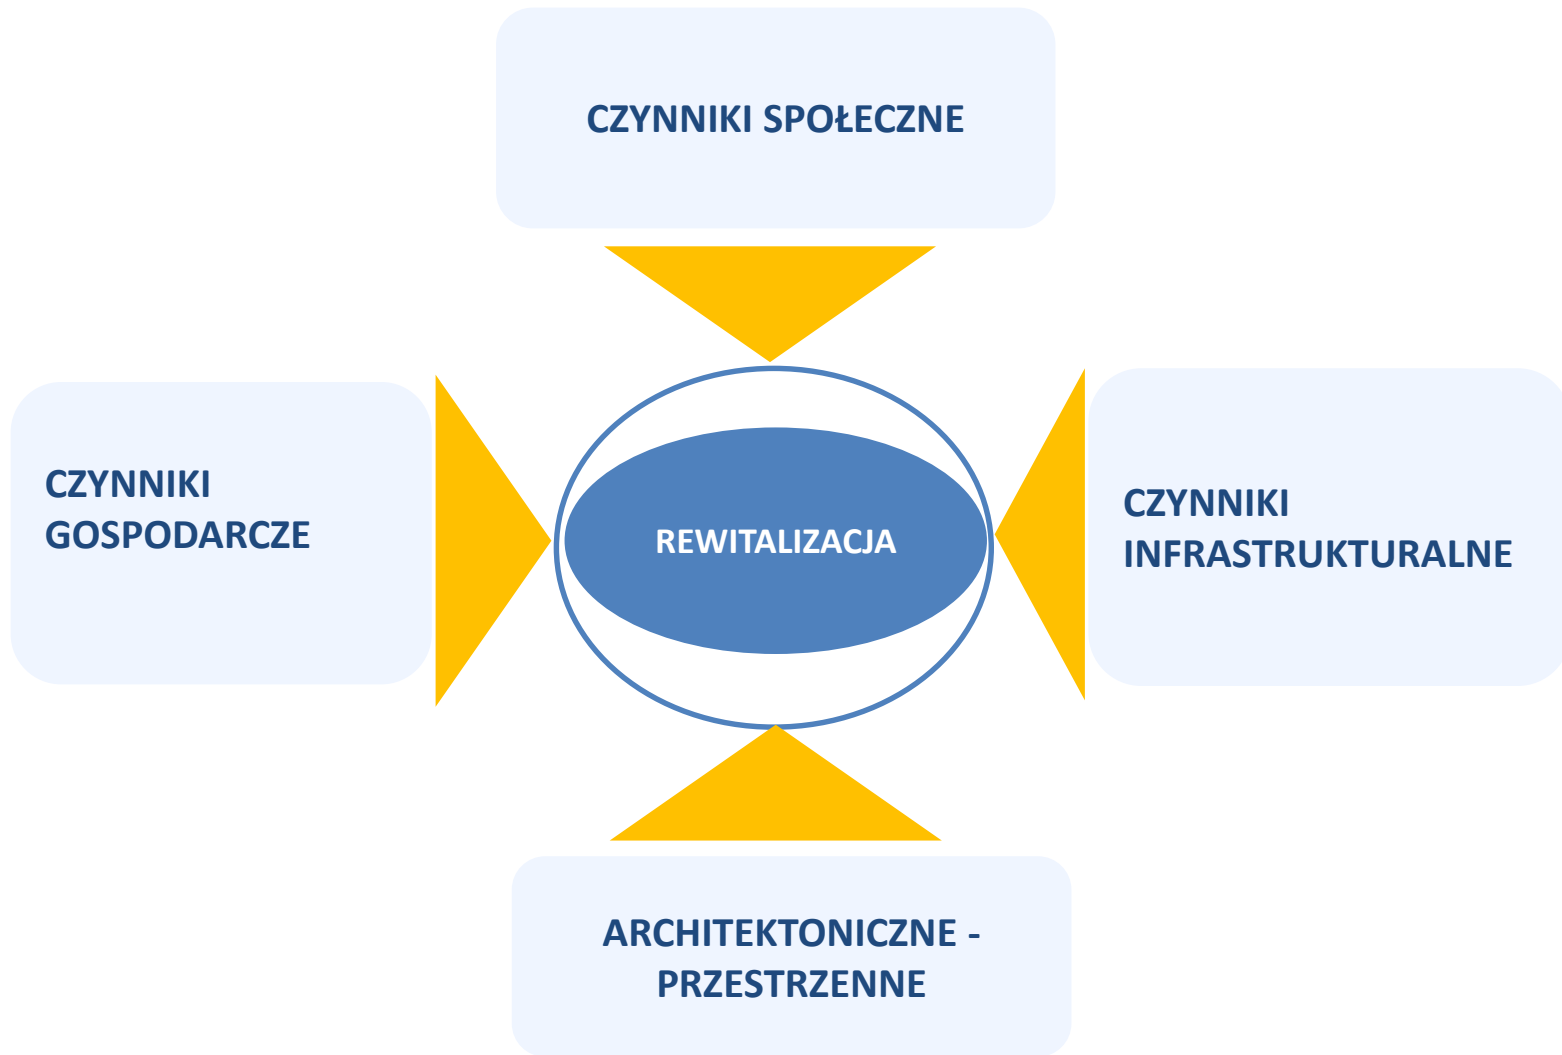 CZYNNIKI SPOŁECZNE
CZYNNIKI
GOSPODARCZE
REWITALIZACJA
CZYNNIKI
INFRASTRUKTURALNE
ARCHITEKTONICZNE -
PRZESTRZENNE